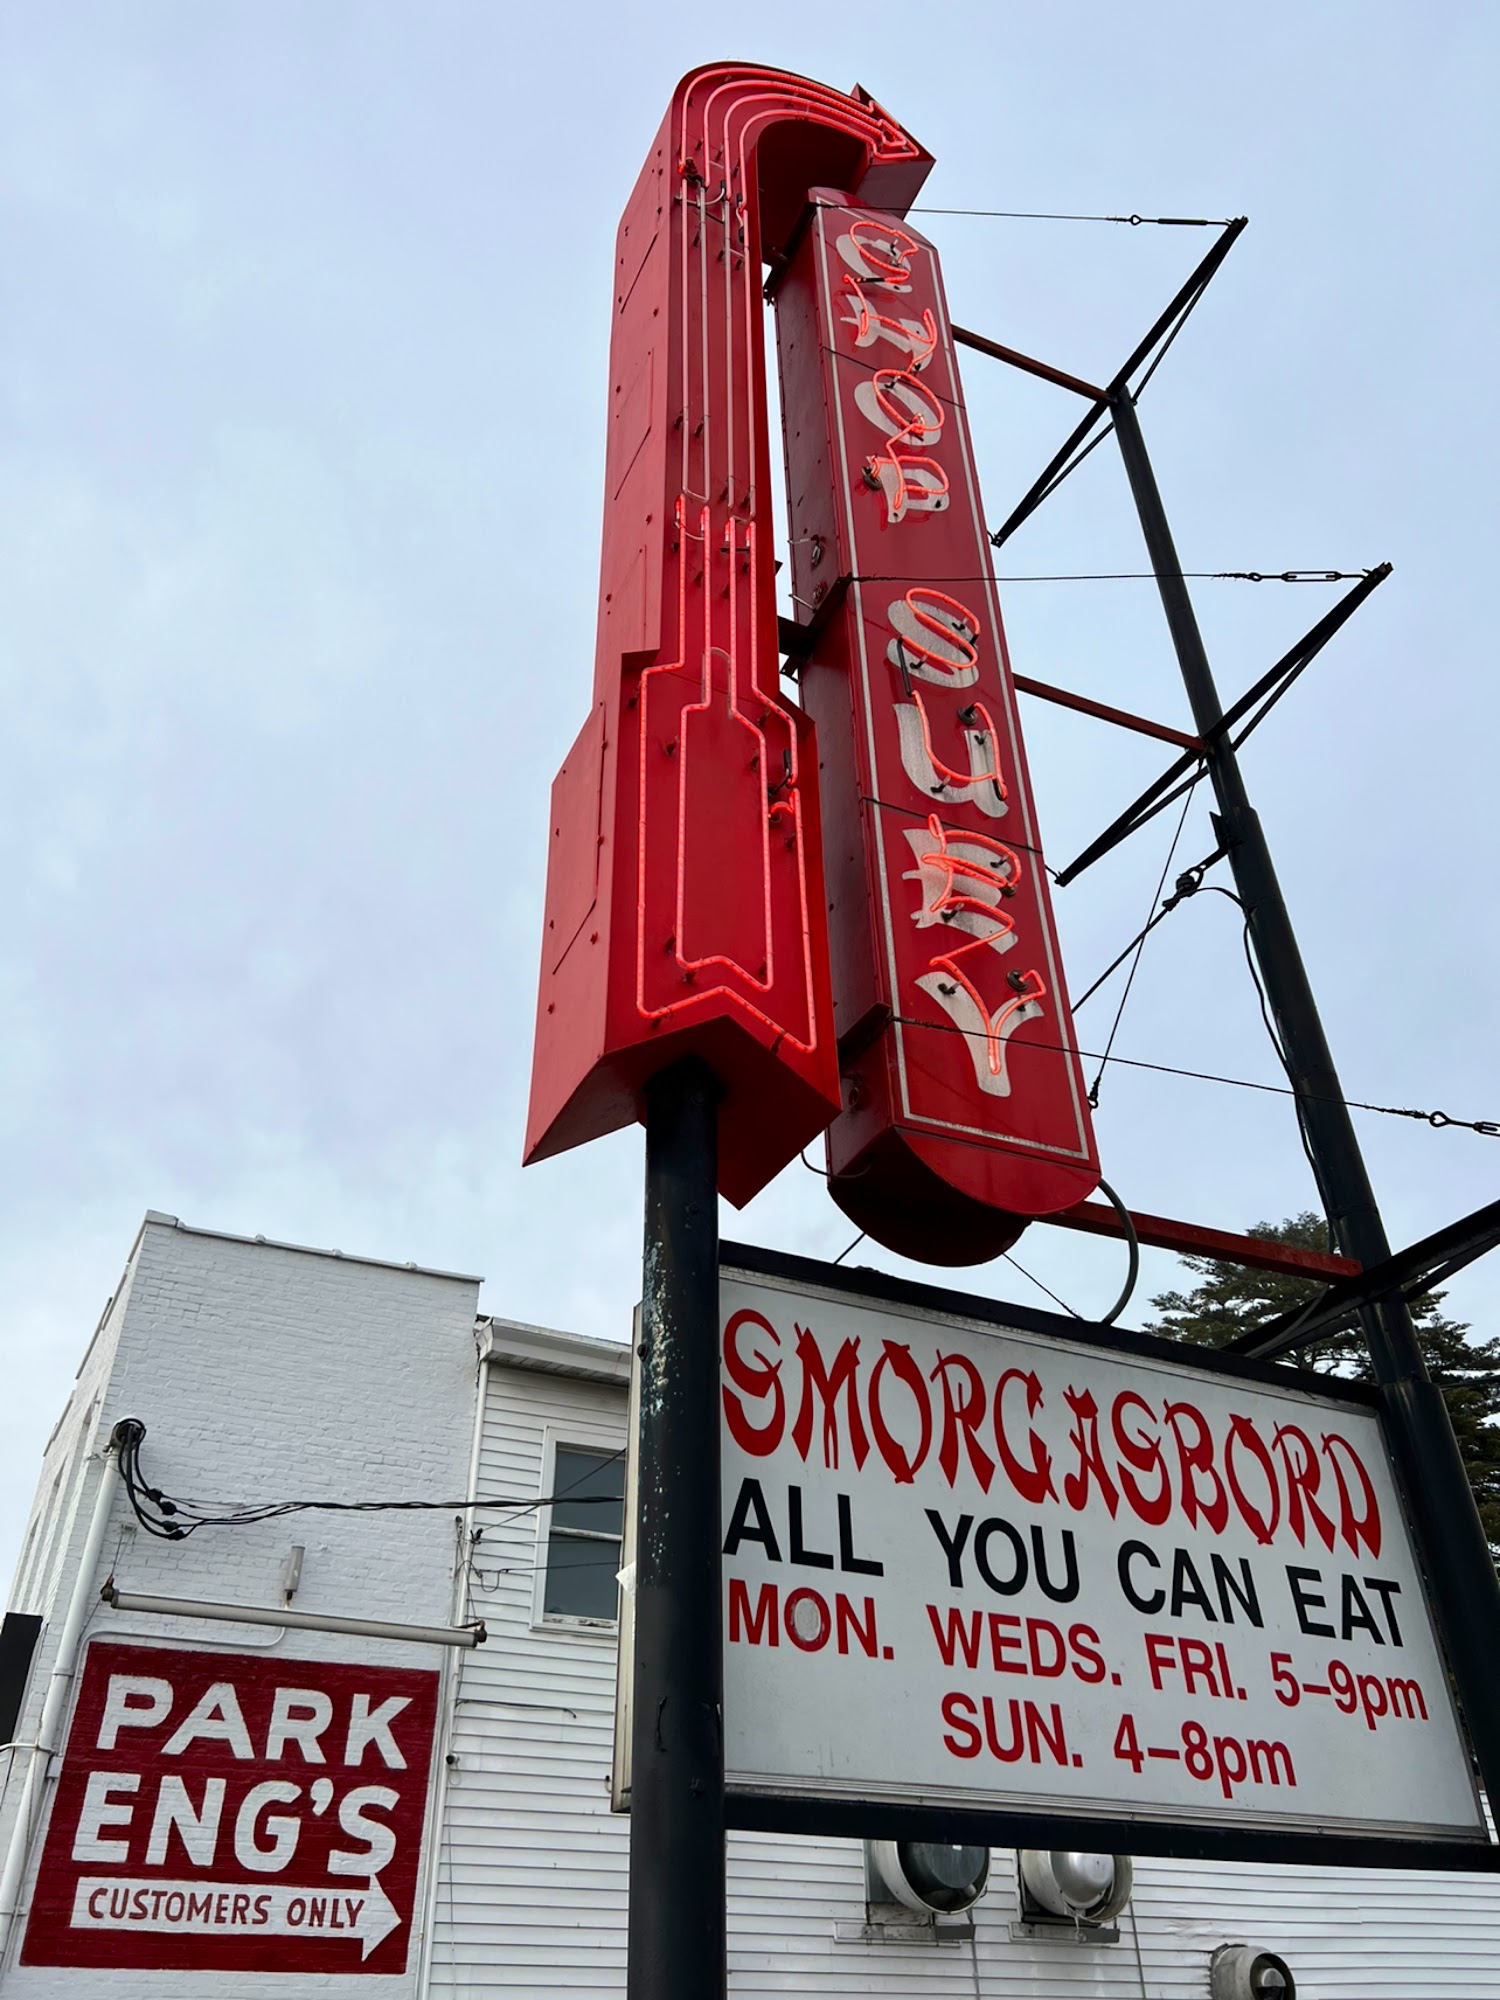 CHOP SUEY
SMORGASBORD
ALL YOU CAN EAT
MON. WEDS. FRI. 5–9pm
SUN. 4–8pm
PARK
ENG'S
CUSTOMERS ONLY